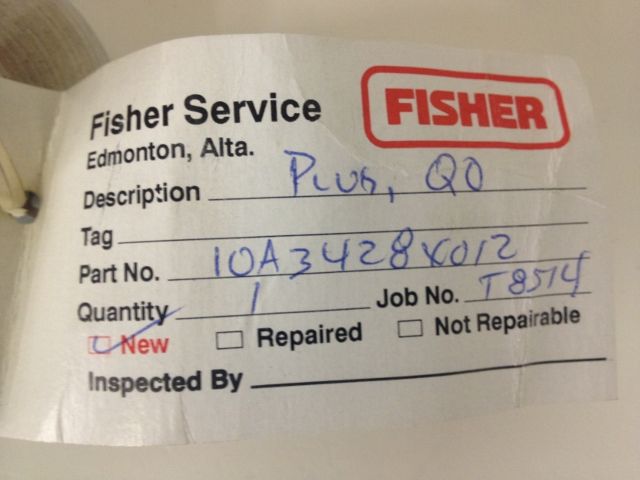 Fisher Service
FISHER
Edmonton, Alta.
Description PLUG, QO
Tag
Part No. 10A3428X012
Quantity 1 Job No. T8514
New Repaired Not Repairable
Inspected By